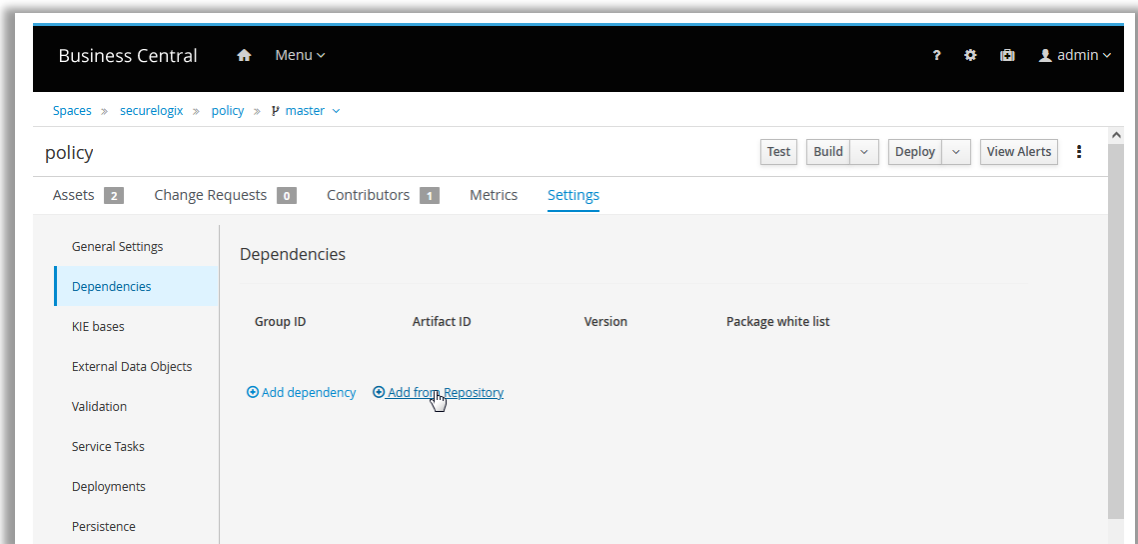 Business Central Menu ? admin
Spaces » securelogix » policy » master
policy Test Build Deploy View Alerts
Assets 2 Change Requests 0 Contributors 1 Metrics Settings
General Settings
Dependencies
KIE bases
External Data Objects
Validation
Service Tasks
Deployments
Persistence
Dependencies
Group ID Artifact ID Version Package white list
Add dependency Add from Repository